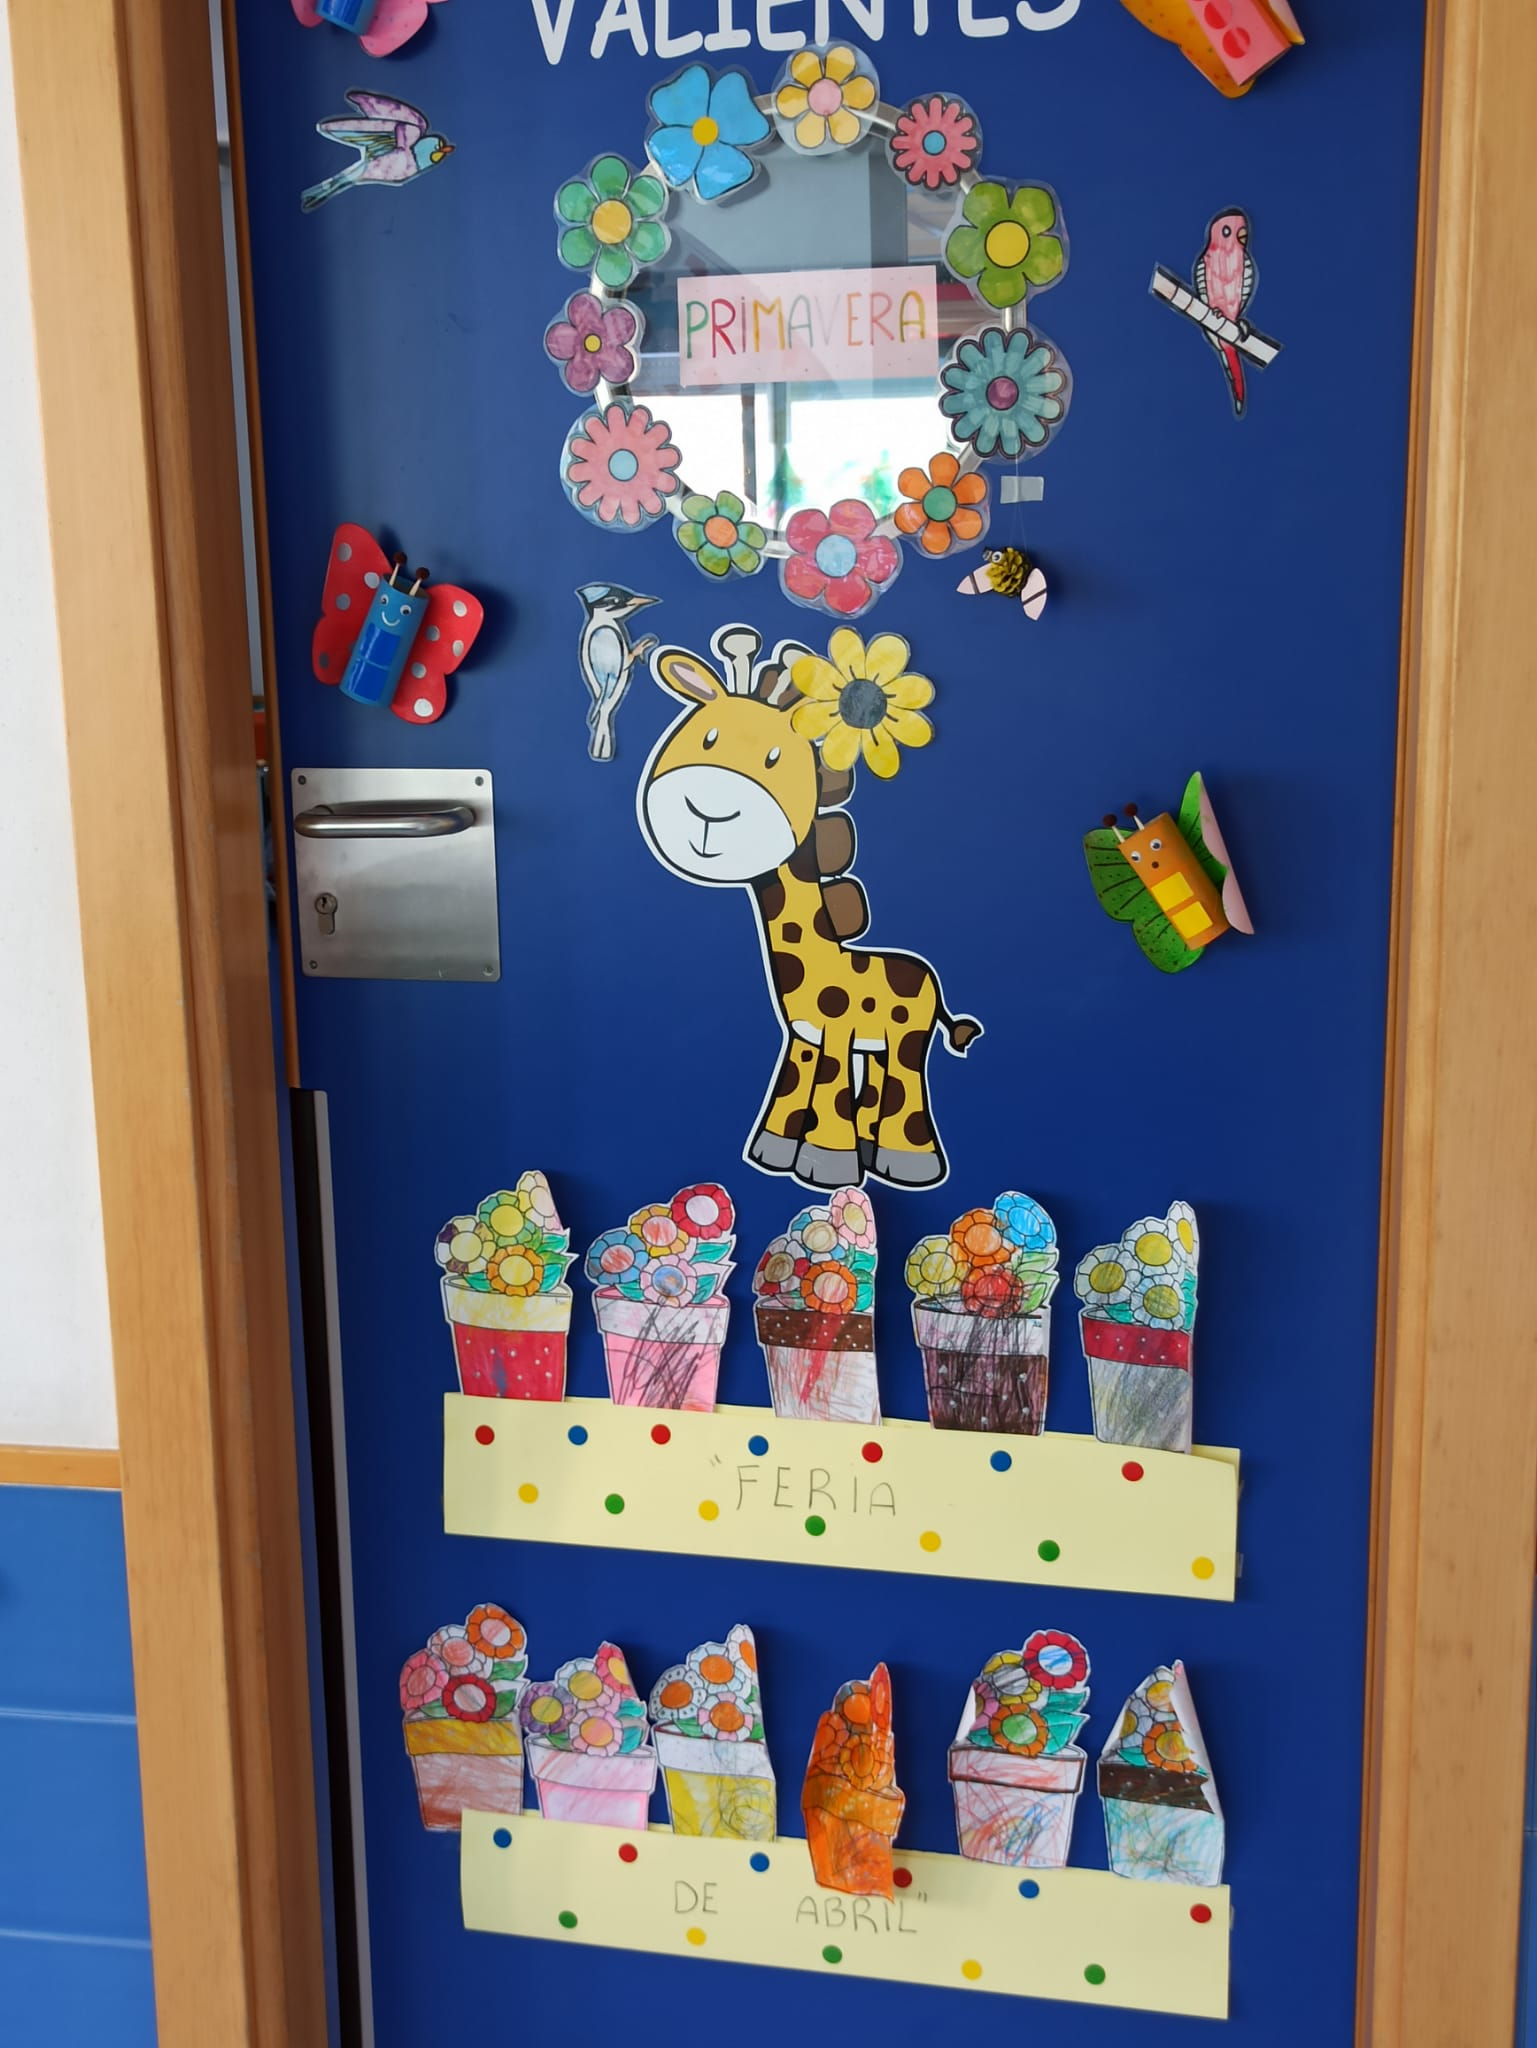 VALIENTES
PRIMAVERA
"FERIA
DE ABRIL"